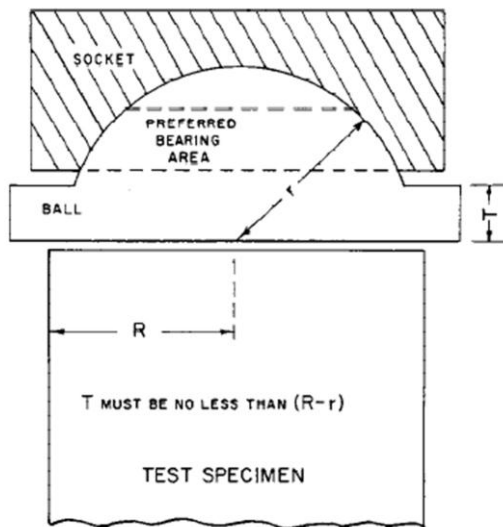 SOCKET
PREFERRED
BEARING
AREA
r
BALL
T
R
T MUST BE NO LESS THAN (R-r)
TEST SPECIMEN